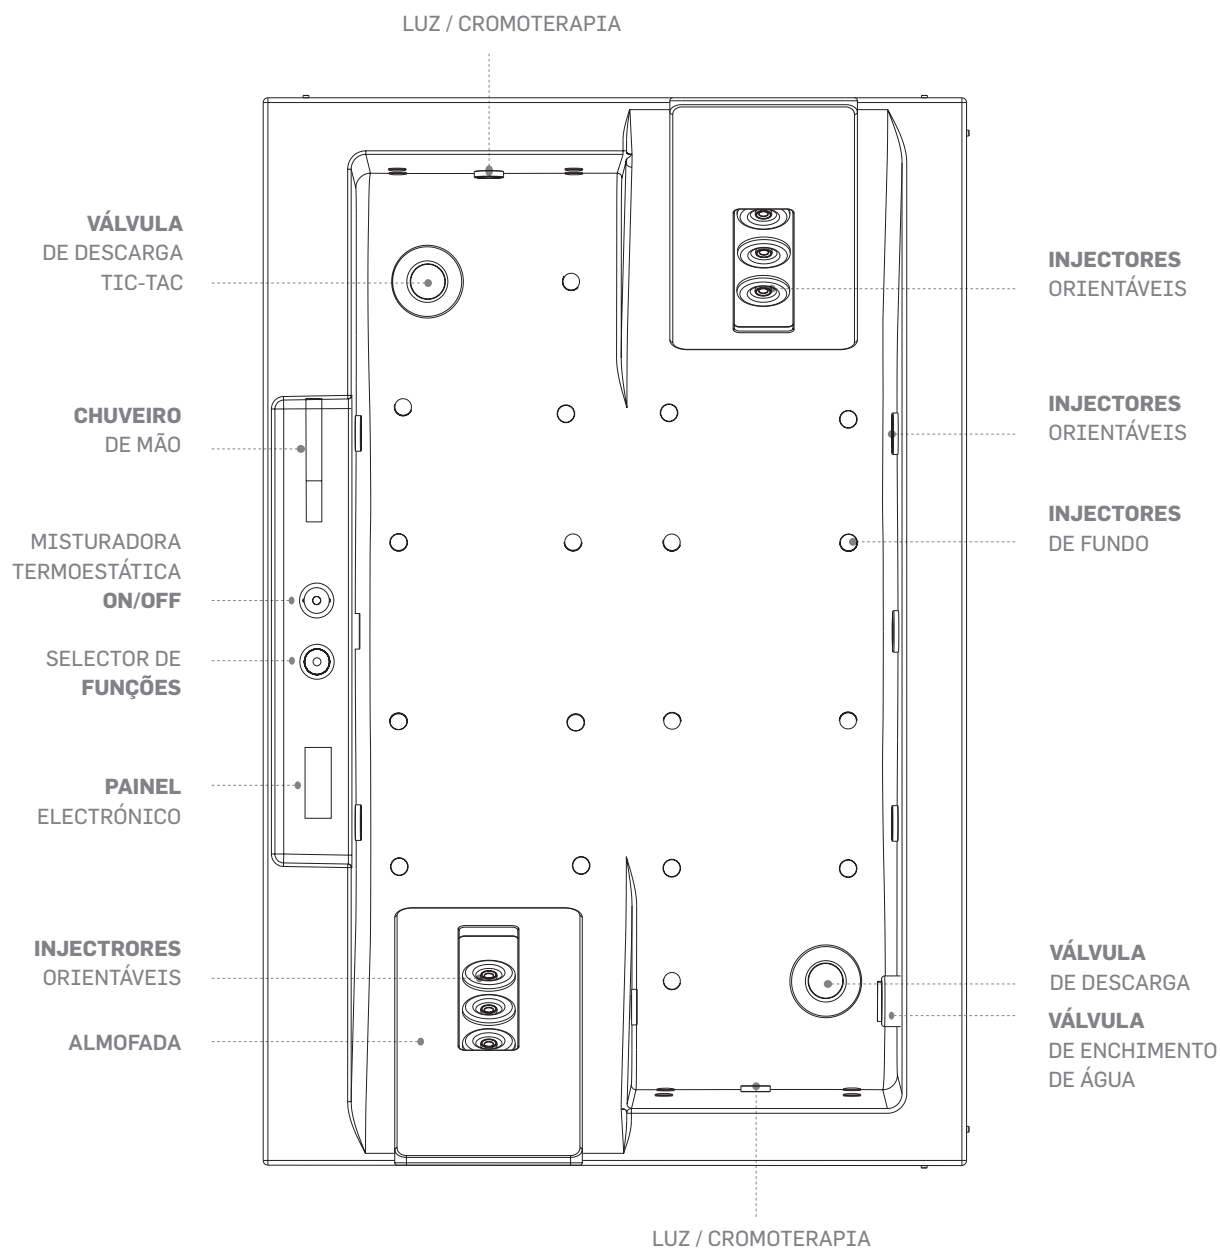 LUZ / CROMOTERAPIA
VÁLVULA
DE DESCARGA
TIC-TAC
CHUVEIRO
DE MÃO
MISTURADORA
TERMOESTÁTICA
ON/OFF
SELECTOR DE
FUNÇÕES
PAINEL
ELECTRÓNICO
INJECTRORES
ORIENTÁVEIS
ALMOFADA
INJECTORES
ORIENTÁVEIS
INJECTORES
ORIENTÁVEIS
INJECTORES
DE FUNDO
VÁLVULA
DE DESCARGA
VÁLVULA
DE ENCHIMENTO
DE ÁGUA
LUZ / CROMOTERAPIA